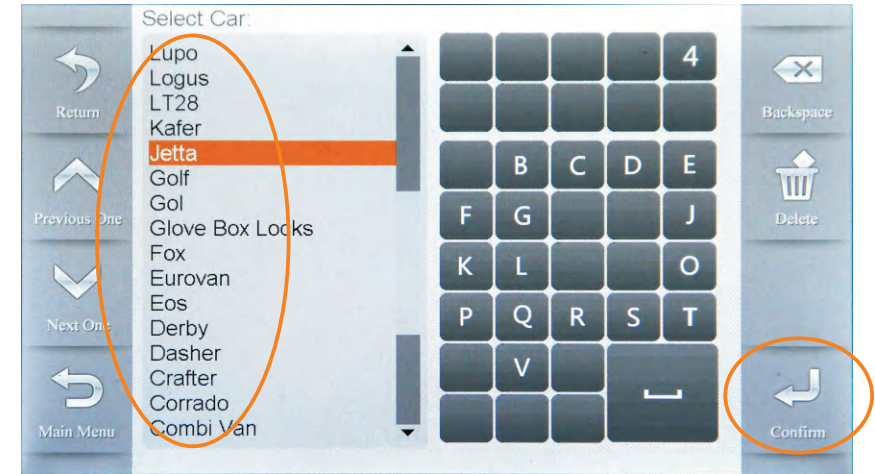 Select Car:
Return
Previous One
Next One
Main Menu
Lupo
Logus
LT28
Kafer
Jetta
Golf
Gol
Glove Box Locks
Fox
Eurovan
Eos
Derby
Dasher
Crafter
Corrado
Combi Van
4
B C D E
F G J
K L O
P Q R S T
V
Backspace
Delete
Confirm